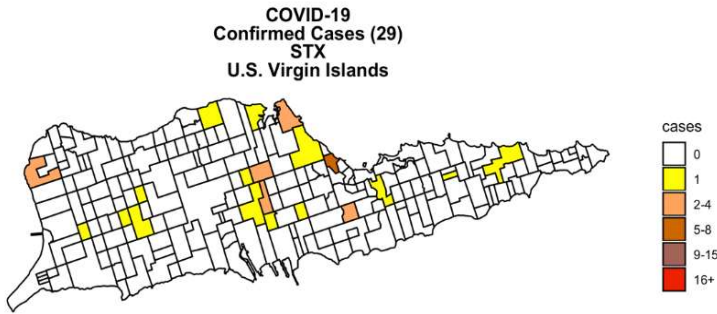 COVID-19
Confirmed Cases (29)
STX
U.S. Virgin Islands
cases
0
1
2-4
5-8
9-15
16+